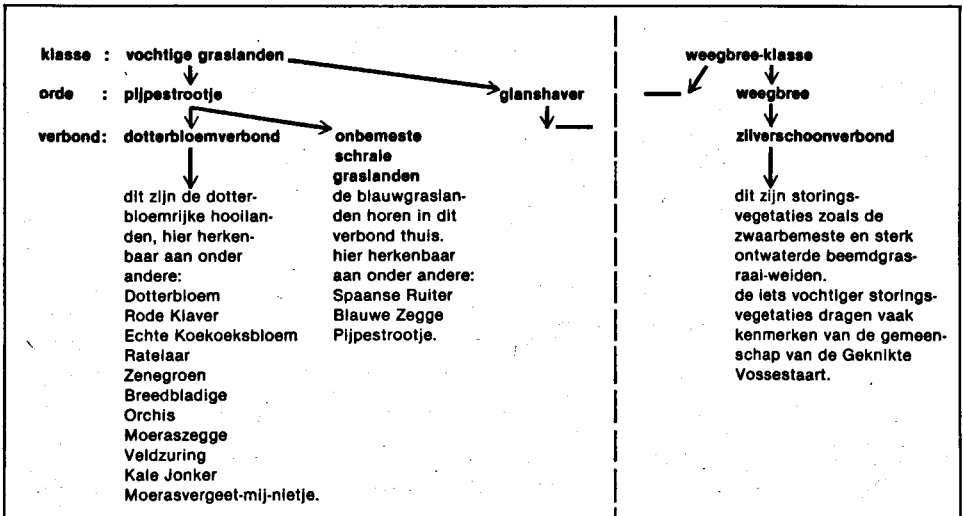 klasse : vochtige graslanden
weegbree-klasse
orde : pijpestrootje
glanshaver
weegbree
verbond: dotterbloemverbond
onbemeste
schrale
graslanden
zilverschoonverbond
dit zijn de dotter-
bloemrijke hooilan-
den, hier herken-
baar aan onder
andere:
Dotterbloem
Rode Klaver
Echte Koekoeksbloem
Ratelaar
Zenegroen
Breedbladige
Orchis
Moeraszegge
Veldzuring
Kale Jonker
Moerasvergeet-mij-nietje.
de blauwgraslan-
den horen in dit
verbond thuis.
hier herkenbaar
aan onder andere:
Spaanse Ruiter
Blauwe Zegge
Pijpestrootje.
dit zijn storings-
vegetaties zoals de
zwaarbemeste en sterk
ontwaterde beemdgras-
raai-weiden.
de iets vochtiger storings-
vegetaties dragen vaak
kenmerken van de gemeen-
schap van de Geknikte
Vossestaart.